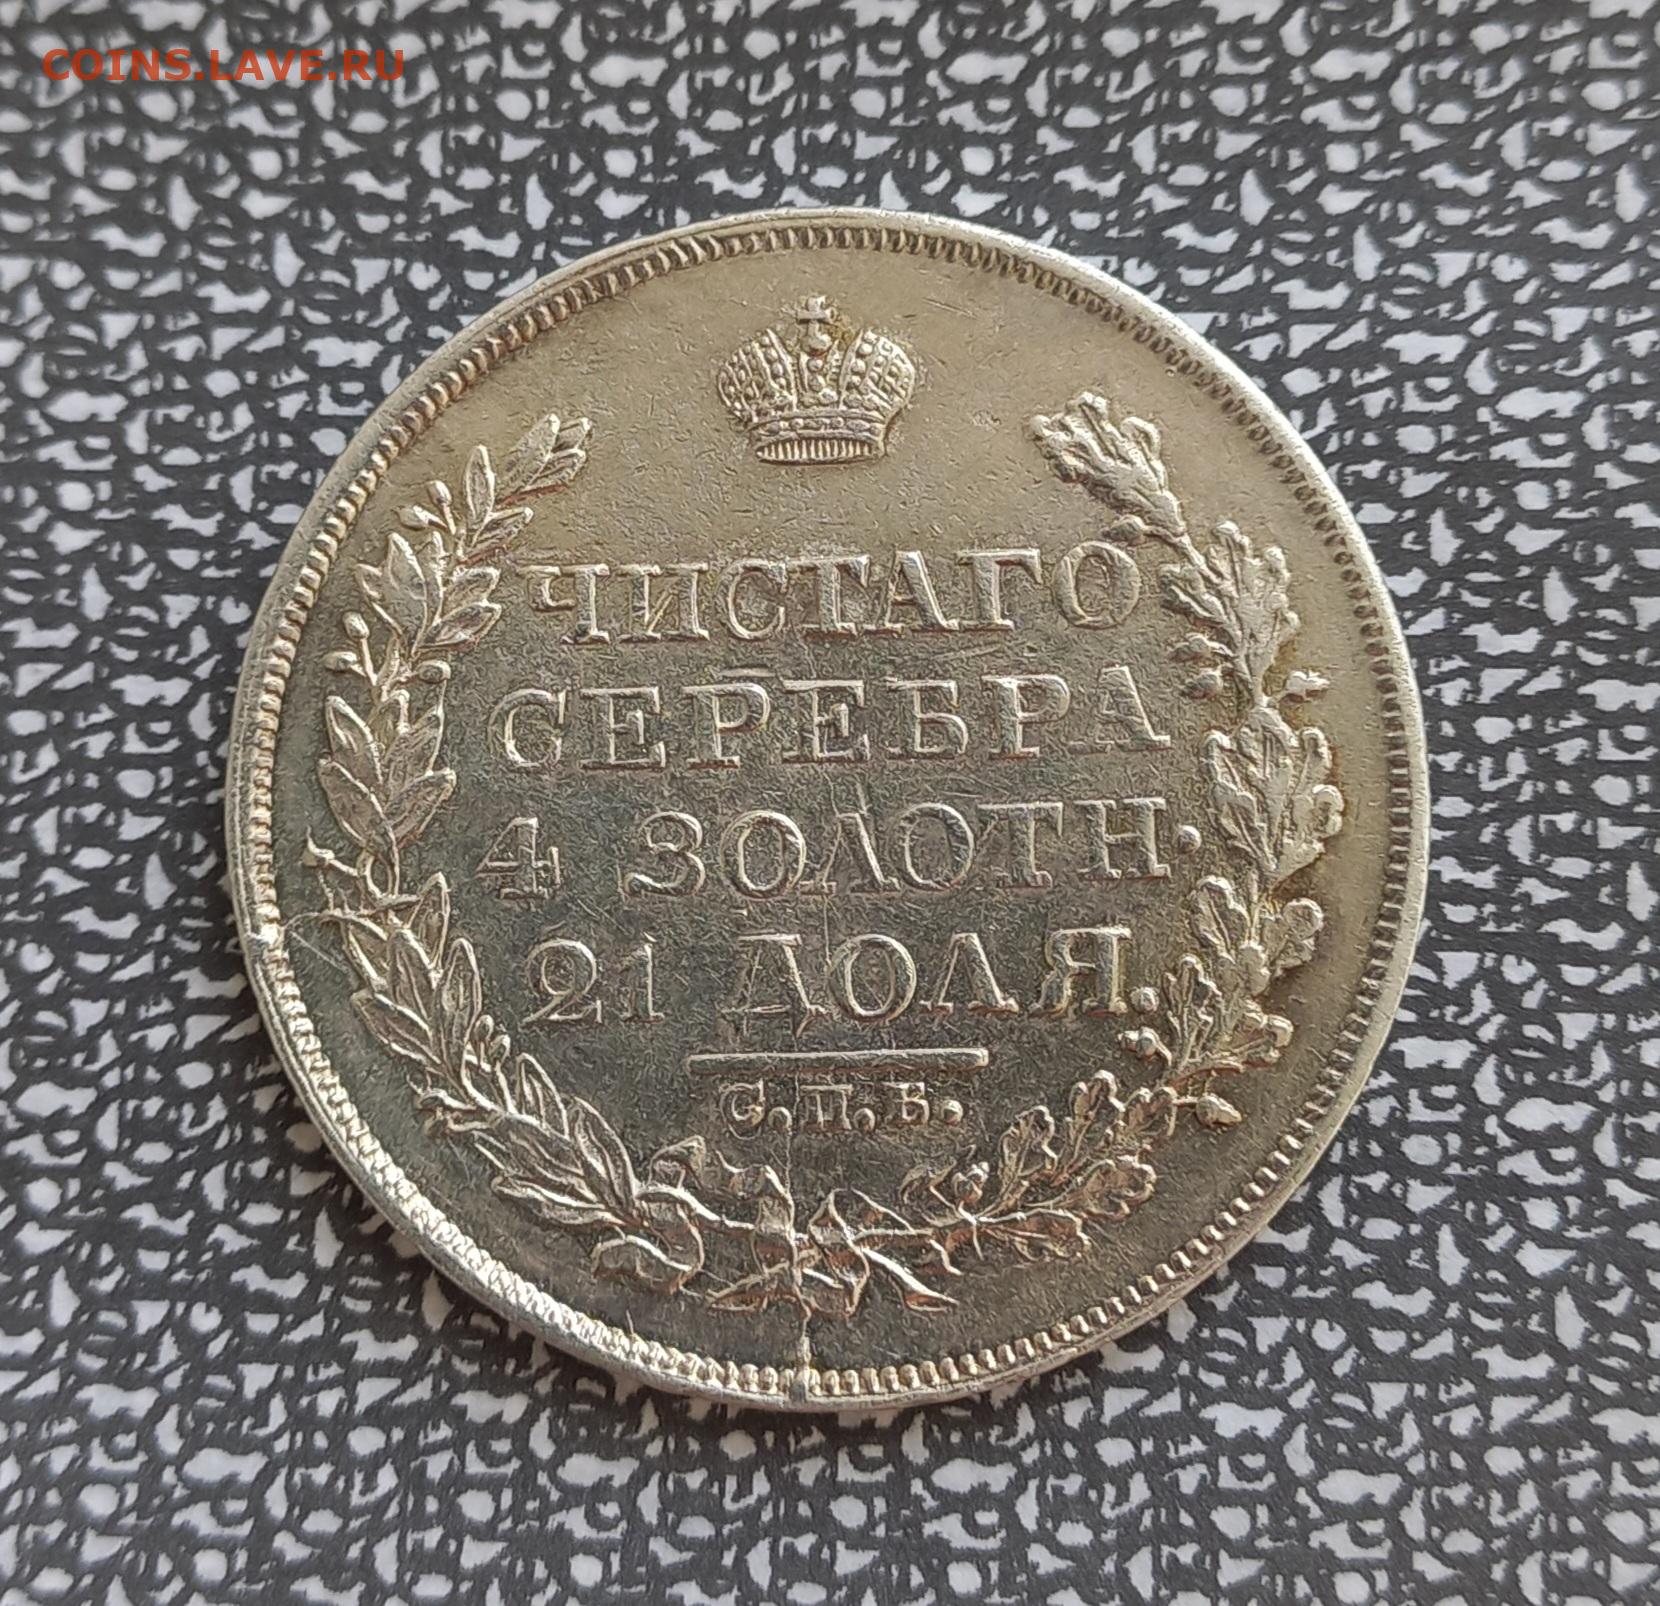 COINS.LAVE.RU
ЧИСТАГО
СЕРЕБРА
4 ЗОЛОТН.
21 ДОЛЯ.
С.П.Б.